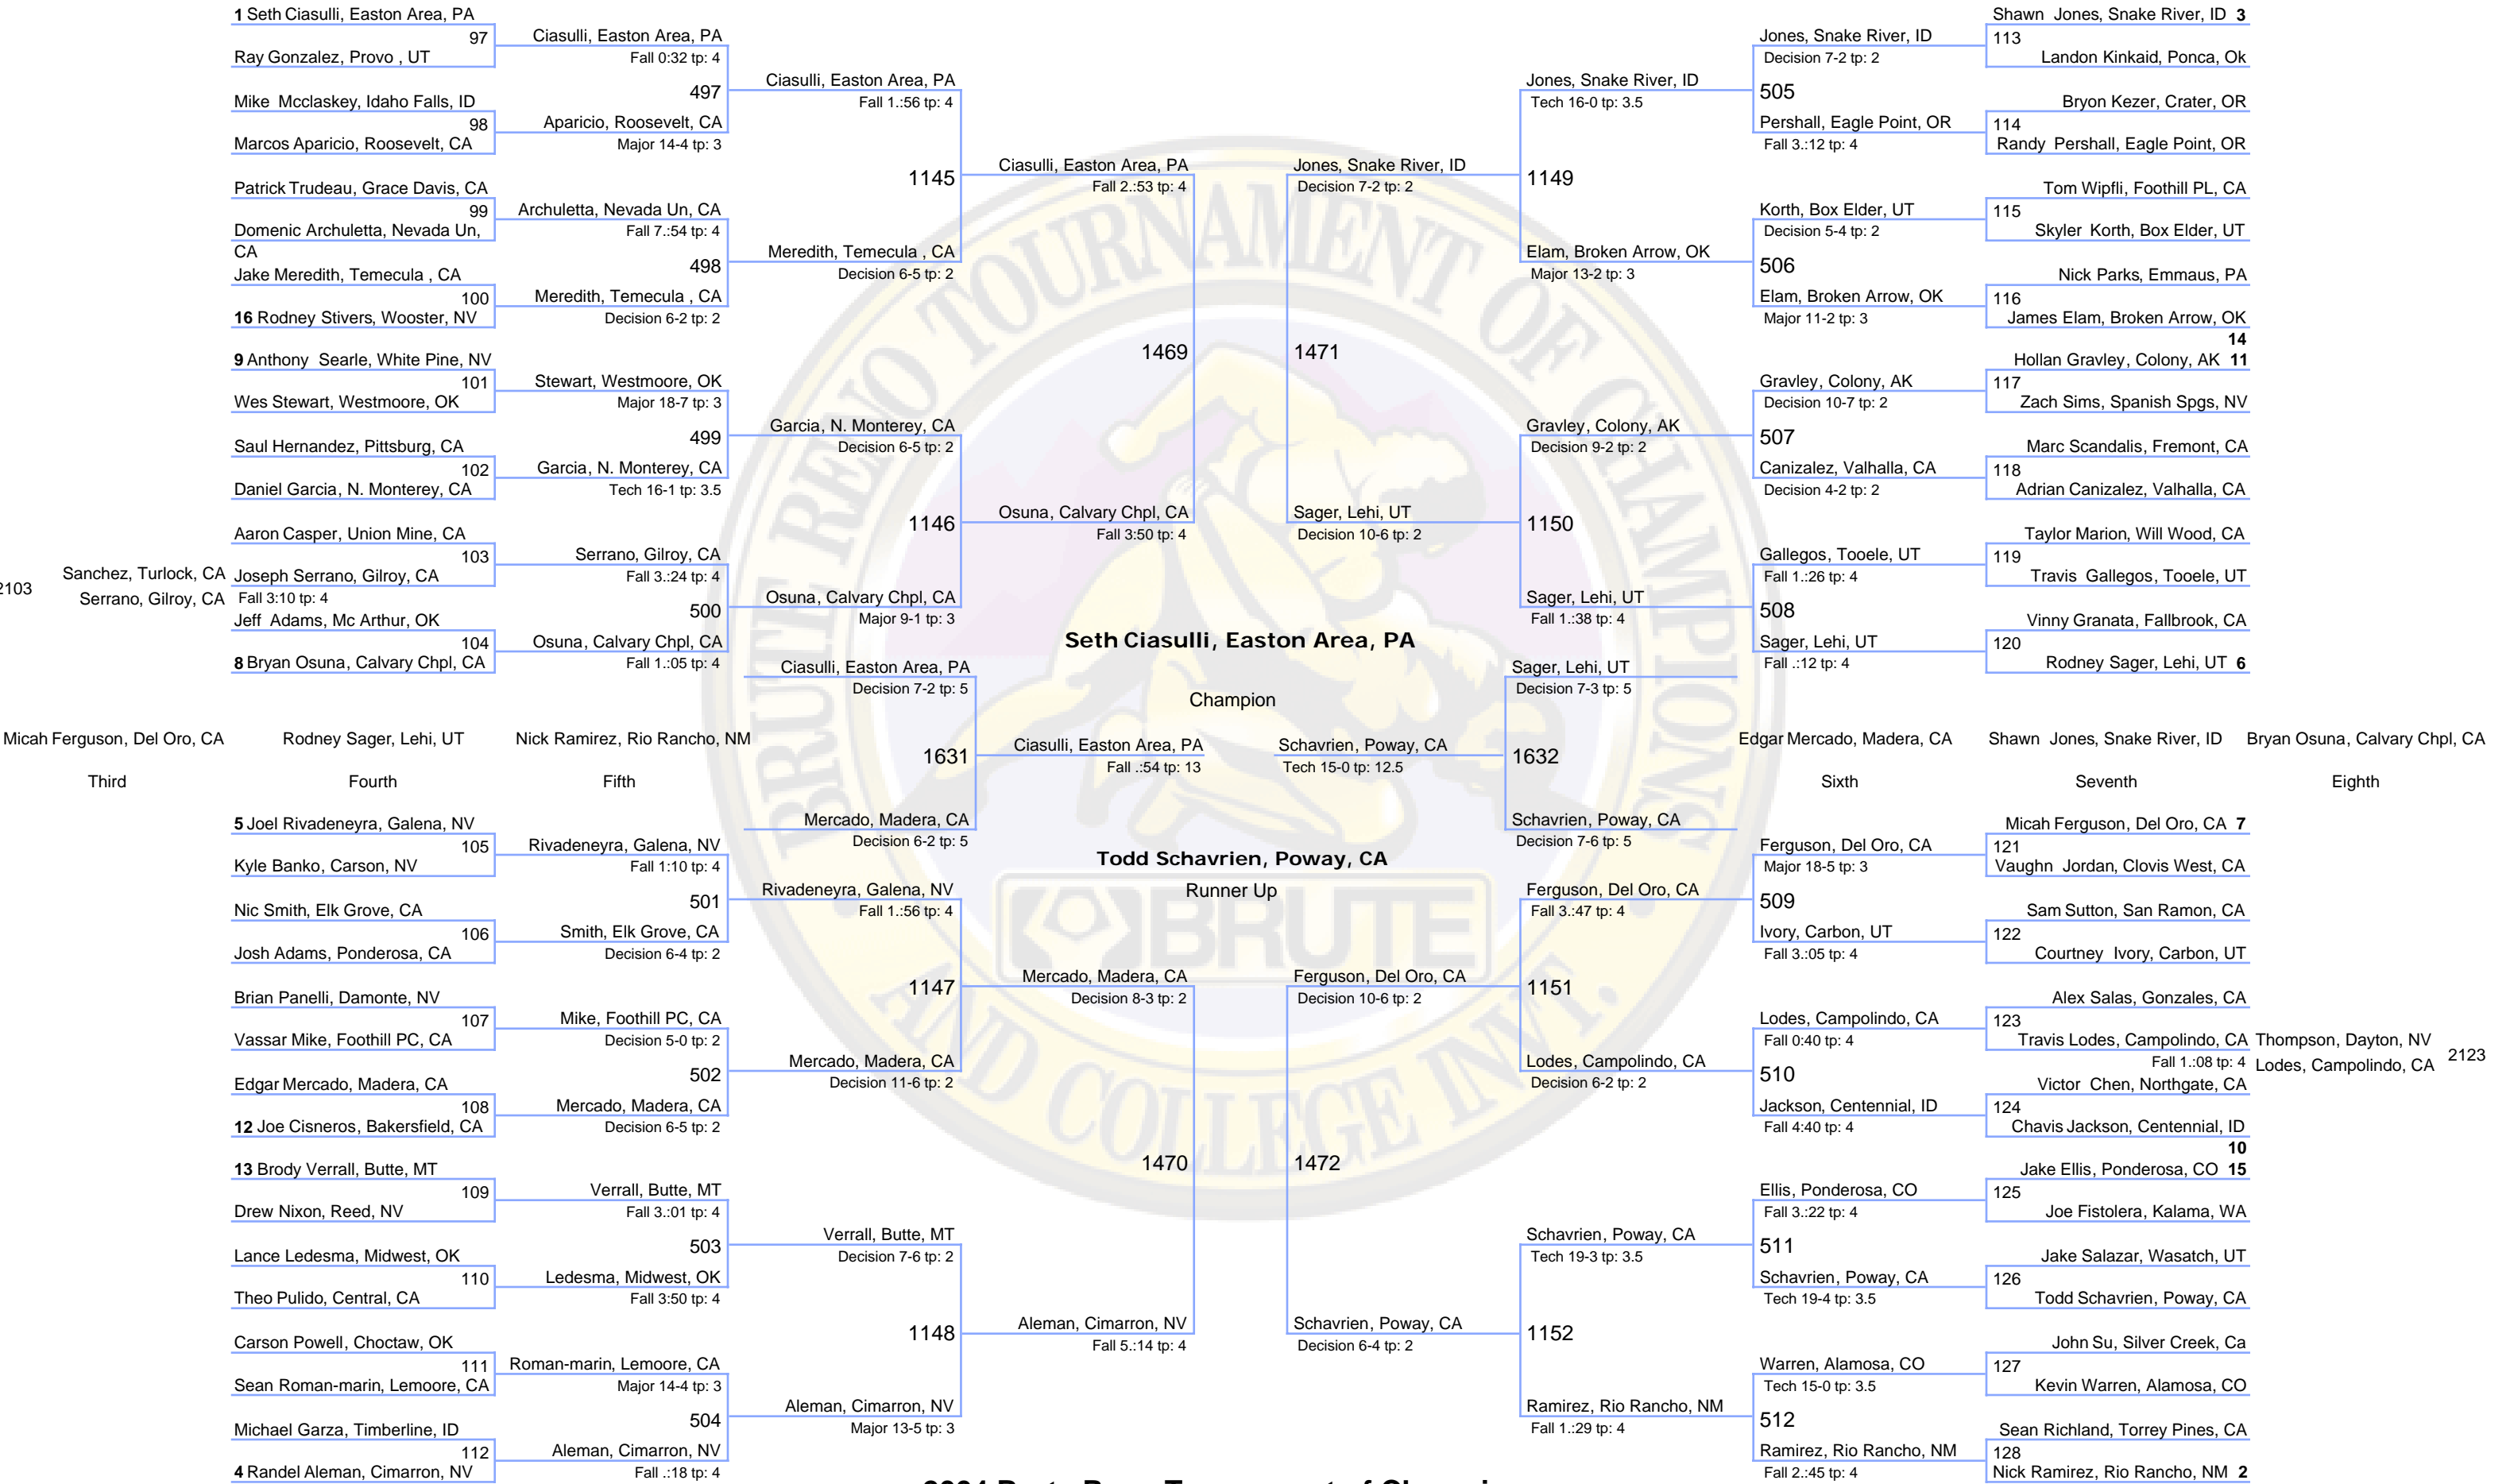 1 Seth Ciasulli, Easton Area, PA
97
Ray Gonzalez, Provo , UT
Mike Mcclaskey, Idaho Falls, ID
98
Marcos Aparicio, Roosevelt, CA
Patrick Trudeau, Grace Davis, CA
99
Domenic Archuletta, Nevada Un,
CA
Jake Meredith, Temecula , CA
100
16 Rodney Stivers, Wooster, NV
9 Anthony Searle, White Pine, NV
101
Wes Stewart, Westmoore, OK
Saul Hernandez, Pittsburg, CA
102
Daniel Garcia, N. Monterey, CA
Aaron Casper, Union Mine, CA
103
Joseph Serrano, Gilroy, CA
Sanchez, Turlock, CA
2103
Serrano, Gilroy, CA
Fall 3:10 tp: 4
Jeff Adams, Mc Arthur, OK
104
8 Bryan Osuna, Calvary Chpl, CA
Ciasulli, Easton Area, PA
Fall 0:32 tp: 4
497
Aparicio, Roosevelt, CA
Major 14-4 tp: 3
Archuletta, Nevada Un, CA
Fall 7.:54 tp: 4
498
Meredith, Temecula , CA
Decision 6-2 tp: 2
Stewart, Westmoore, OK
Major 18-7 tp: 3
499
Garcia, N. Monterey, CA
Tech 16-1 tp: 3.5
Serrano, Gilroy, CA
Fall 3.:24 tp: 4
500
Osuna, Calvary Chpl, CA
Fall 1.:05 tp: 4
Ciasulli, Easton Area, PA
Fall 1.:56 tp: 4
1145
Meredith, Temecula , CA
Decision 6-5 tp: 2
Garcia, N. Monterey, CA
Decision 6-5 tp: 2
1146
Osuna, Calvary Chpl, CA
Major 9-1 tp: 3
Ciasulli, Easton Area, PA
Fall 2.:53 tp: 4
1469
Osuna, Calvary Chpl, CA
Fall 3:50 tp: 4
Jones, Snake River, ID
Decision 7-2 tp: 2
1471
Sager, Lehi, UT
Decision 10-6 tp: 2
Jones, Snake River, ID
Tech 16-0 tp: 3.5
1149
Elam, Broken Arrow, OK
Major 13-2 tp: 3
Gravley, Colony, AK
Decision 9-2 tp: 2
1150
Sager, Lehi, UT
Fall 1.:38 tp: 4
Jones, Snake River, ID
Decision 7-2 tp: 2
505
Pershall, Eagle Point, OR
Fall 3.:12 tp: 4
Korth, Box Elder, UT
Decision 5-4 tp: 2
506
Elam, Broken Arrow, OK
Major 11-2 tp: 3
Gravley, Colony, AK
Decision 10-7 tp: 2
507
Canizalez, Valhalla, CA
Decision 4-2 tp: 2
Gallegos, Tooele, UT
Fall 1.:26 tp: 4
508
Sager, Lehi, UT
Fall .:12 tp: 4
Shawn Jones, Snake River, ID 3
113
Landon Kinkaid, Ponca, Ok
Bryon Kezer, Crater, OR
114
Randy Pershall, Eagle Point, OR
Tom Wipfli, Foothill PL, CA
115
Skyler Korth, Box Elder, UT
Nick Parks, Emmaus, PA
116
James Elam, Broken Arrow, OK
14
Hollan Gravley, Colony, AK 11
117
Zach Sims, Spanish Spgs, NV
Marc Scandalis, Fremont, CA
118
Adrian Canizalez, Valhalla, CA
Taylor Marion, Will Wood, CA
119
Travis Gallegos, Tooele, UT
Vinny Granata, Fallbrook, CA
120
Rodney Sager, Lehi, UT 6
Seth Ciasulli, Easton Area, PA
Champion
Ciasulli, Easton Area, PA
Decision 7-2 tp: 5
1631
Mercado, Madera, CA
Decision 6-2 tp: 5
Ciasulli, Easton Area, PA
Fall .:54 tp: 13
Schavrien, Poway, CA
Tech 15-0 tp: 12.5
Sager, Lehi, UT
Decision 7-3 tp: 5
1632
Schavrien, Poway, CA
Decision 7-6 tp: 5
Todd Schavrien, Poway, CA
Runner Up
Micah Ferguson, Del Oro, CA
Third
Rodney Sager, Lehi, UT
Fourth
Nick Ramirez, Rio Rancho, NM
Fifth
Edgar Mercado, Madera, CA
Sixth
Shawn Jones, Snake River, ID
Seventh
Bryan Osuna, Calvary Chpl, CA
Eighth
5 Joel Rivadeneyra, Galena, NV
105
Kyle Banko, Carson, NV
Nic Smith, Elk Grove, CA
106
Josh Adams, Ponderosa, CA
Brian Panelli, Damonte, NV
107
Vassar Mike, Foothill PC, CA
Edgar Mercado, Madera, CA
108
12 Joe Cisneros, Bakersfield, CA
13 Brody Verrall, Butte, MT
109
Drew Nixon, Reed, NV
Lance Ledesma, Midwest, OK
110
Theo Pulido, Central, CA
Carson Powell, Choctaw, OK
111
Sean Roman-marin, Lemoore, CA
Michael Garza, Timberline, ID
112
4 Randel Aleman, Cimarron, NV
Rivadeneyra, Galena, NV
Fall 1:10 tp: 4
501
Smith, Elk Grove, CA
Decision 6-4 tp: 2
Mike, Foothill PC, CA
Decision 5-0 tp: 2
502
Mercado, Madera, CA
Decision 6-5 tp: 2
Verrall, Butte, MT
Fall 3.:01 tp: 4
503
Ledesma, Midwest, OK
Fall 3:50 tp: 4
Roman-marin, Lemoore, CA
Major 14-4 tp: 3
504
Aleman, Cimarron, NV
Fall .:18 tp: 4
Rivadeneyra, Galena, NV
Fall 1.:56 tp: 4
1147
Mercado, Madera, CA
Decision 11-6 tp: 2
Verrall, Butte, MT
Decision 7-6 tp: 2
1148
Aleman, Cimarron, NV
Major 13-5 tp: 3
Mercado, Madera, CA
Decision 8-3 tp: 2
1470
Aleman, Cimarron, NV
Fall 5.:14 tp: 4
Ferguson, Del Oro, CA
Decision 10-6 tp: 2
1472
Schavrien, Poway, CA
Decision 6-4 tp: 2
Ferguson, Del Oro, CA
Fall 3.:47 tp: 4
1151
Lodes, Campolindo, CA
Decision 6-2 tp: 2
Schavrien, Poway, CA
Tech 19-3 tp: 3.5
1152
Ramirez, Rio Rancho, NM
Fall 1.:29 tp: 4
Ferguson, Del Oro, CA
Major 18-5 tp: 3
509
Ivory, Carbon, UT
Fall 3.:05 tp: 4
Lodes, Campolindo, CA
Fall 0:40 tp: 4
510
Jackson, Centennial, ID
Fall 4:40 tp: 4
Ellis, Ponderosa, CO
Fall 3.:22 tp: 4
511
Schavrien, Poway, CA
Tech 19-4 tp: 3.5
Warren, Alamosa, CO
Tech 15-0 tp: 3.5
512
Ramirez, Rio Rancho, NM
Fall 2.:45 tp: 4
Micah Ferguson, Del Oro, CA 7
121
Vaughn Jordan, Clovis West, CA
Sam Sutton, San Ramon, CA
122
Courtney Ivory, Carbon, UT
Alex Salas, Gonzales, CA
123
Travis Lodes, Campolindo, CA
Thompson, Dayton, NV
Fall 1.:08 tp: 4
Lodes, Campolindo, CA
2123
Victor Chen, Northgate, CA
124
Chavis Jackson, Centennial, ID
10
Jake Ellis, Ponderosa, CO 15
125
Joe Fistolera, Kalama, WA
Jake Salazar, Wasatch, UT
126
Todd Schavrien, Poway, CA
John Su, Silver Creek, Ca
127
Kevin Warren, Alamosa, CO
Sean Richland, Torrey Pines, CA
128
Nick Ramirez, Rio Rancho, NM 2
BRUTE RENO TOURNAMENT OF CHAMPIONS
BRUTE
AND COLLEGE INVT.